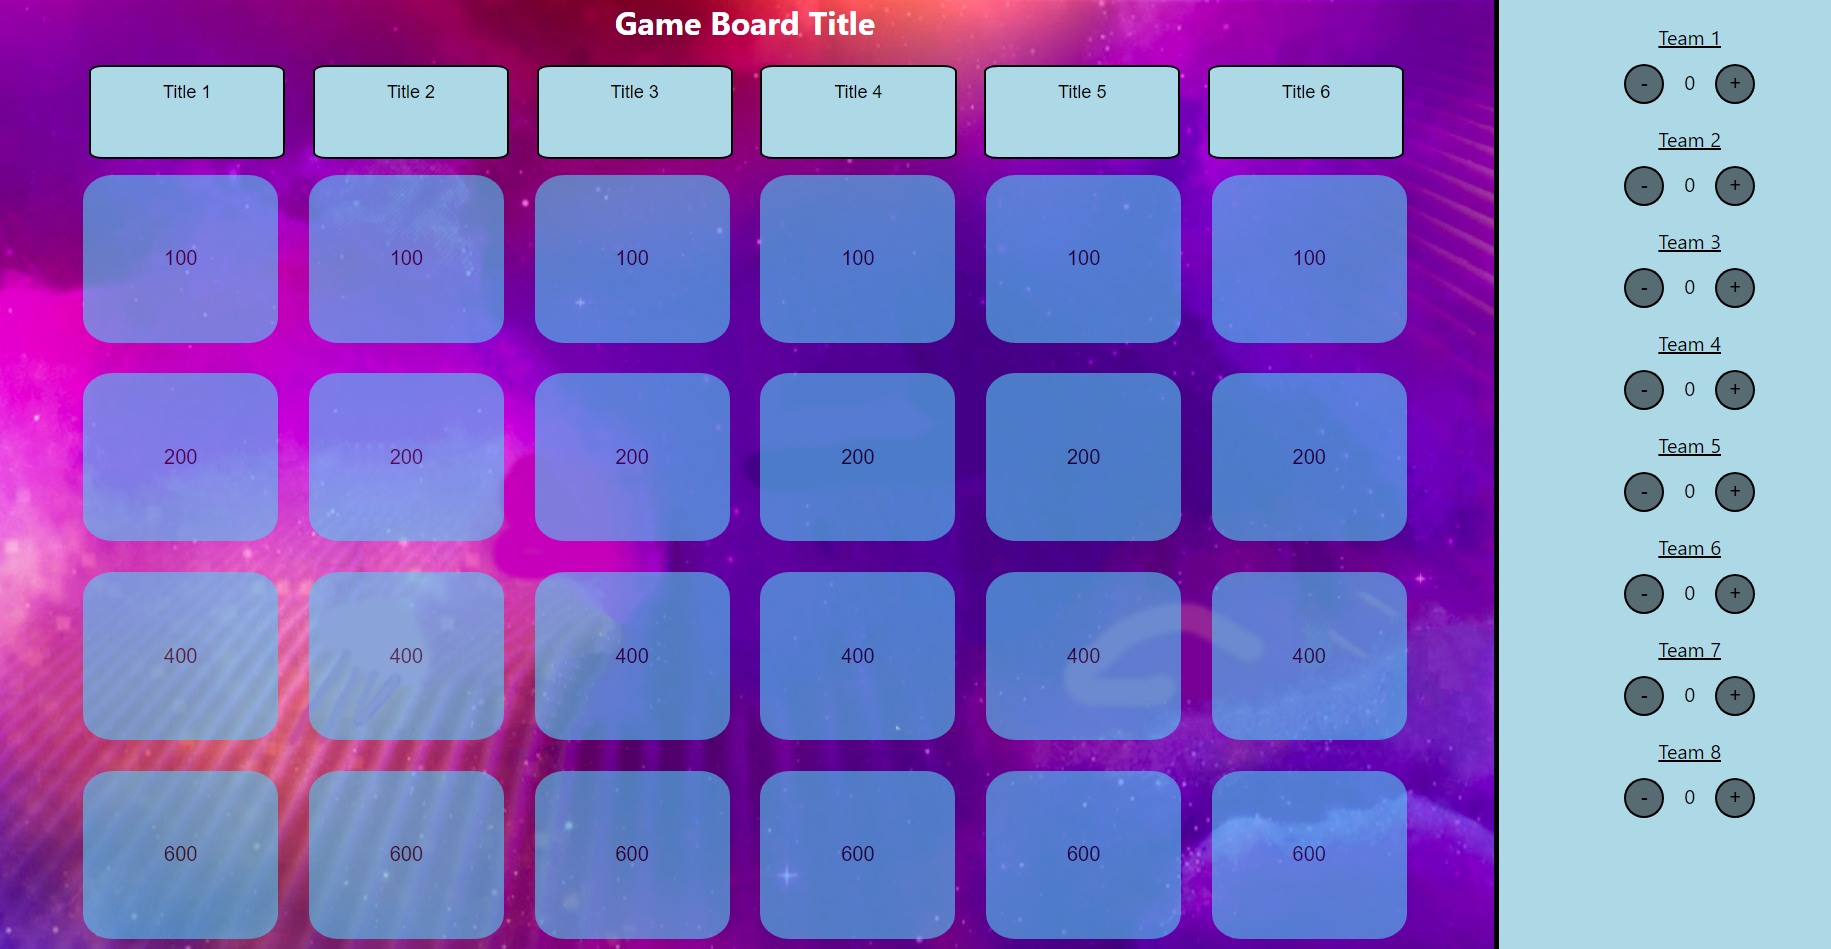 Game Board Title
Title 1 Title 2 Title 3 Title 4 Title 5 Title 6
100 100 100 100 100 100
200 200 200 200 200 200
400 400 400 400 400 400
600 600 600 600 600 600
Team 1
- 0 +
Team 2
- 0 +
Team 3
- 0 +
Team 4
- 0 +
Team 5
- 0 +
Team 6
- 0 +
Team 7
- 0 +
Team 8
- 0 +